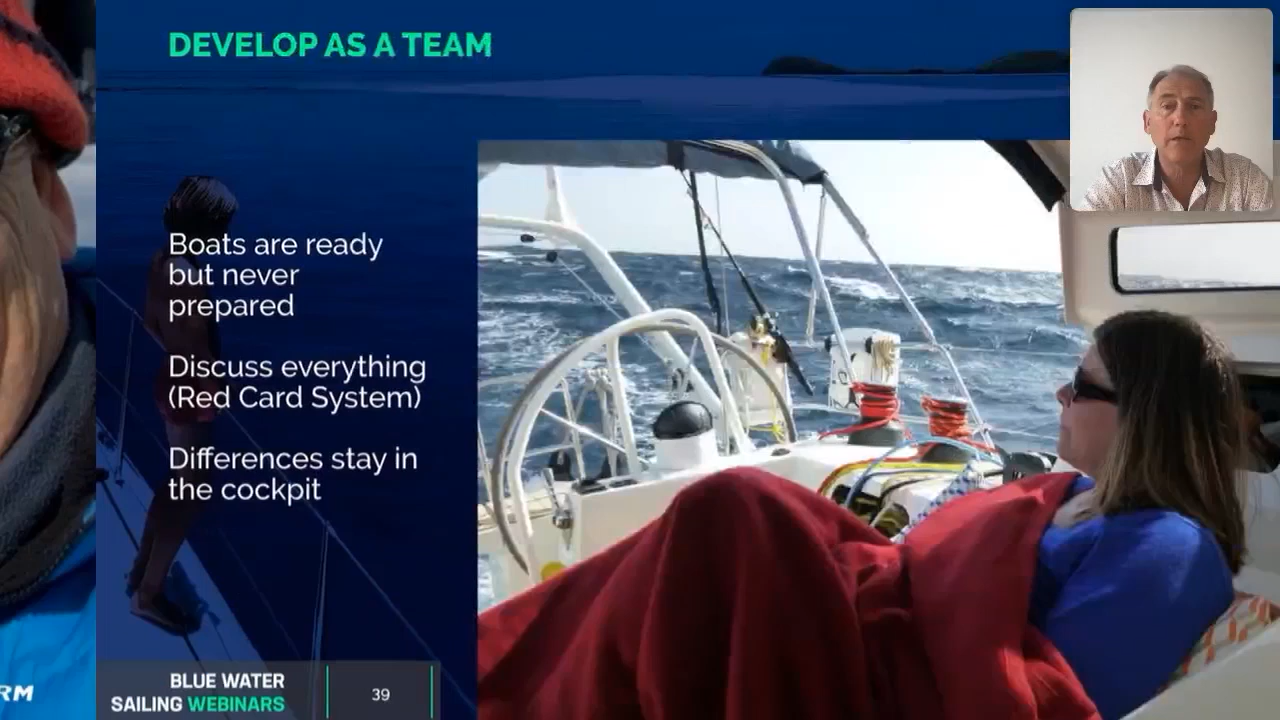 DEVELOP AS A TEAM
Boats are ready
but never
prepared
Discuss everything
(Red Card System)
Differences stay in
the cockpit
BLUE WATER
SAILING WEBINARS
39
RM